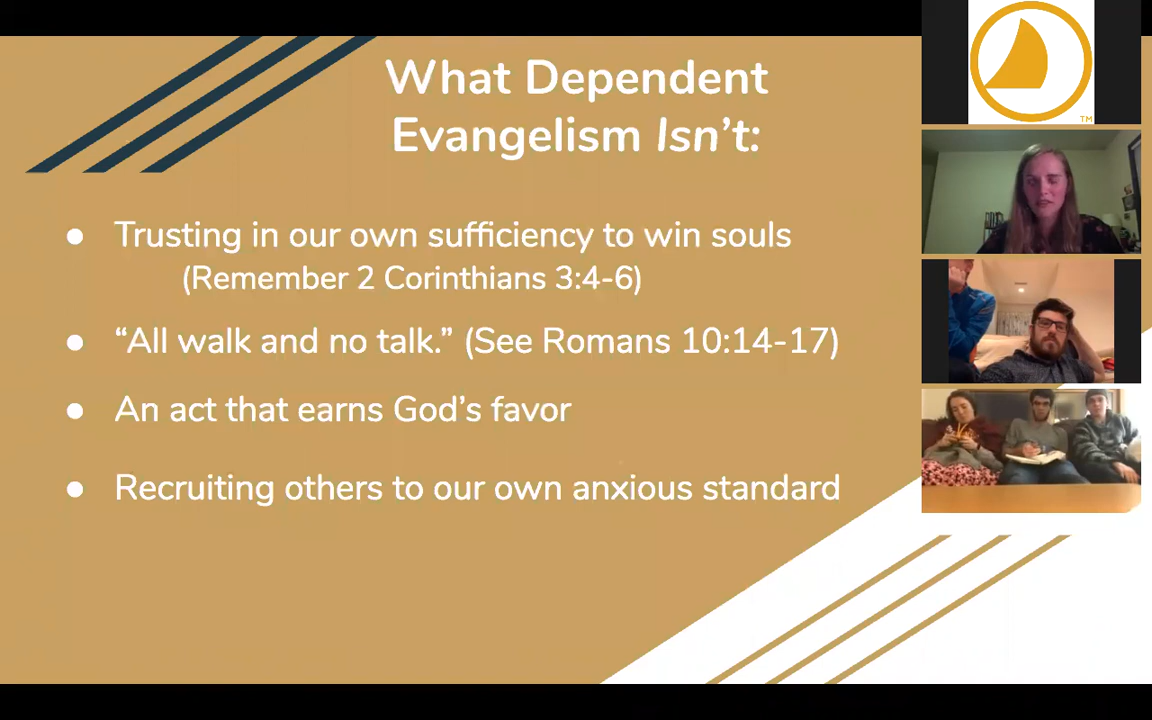 What Dependent
Evangelism Isn't:
● Trusting in our own sufficiency to win souls
(Remember 2 Corinthians 3:4-6)
● “All walk and no talk.” (See Romans 10:14-17)
● An act that earns God’s favor
● Recruiting others to our own anxious standard
TM